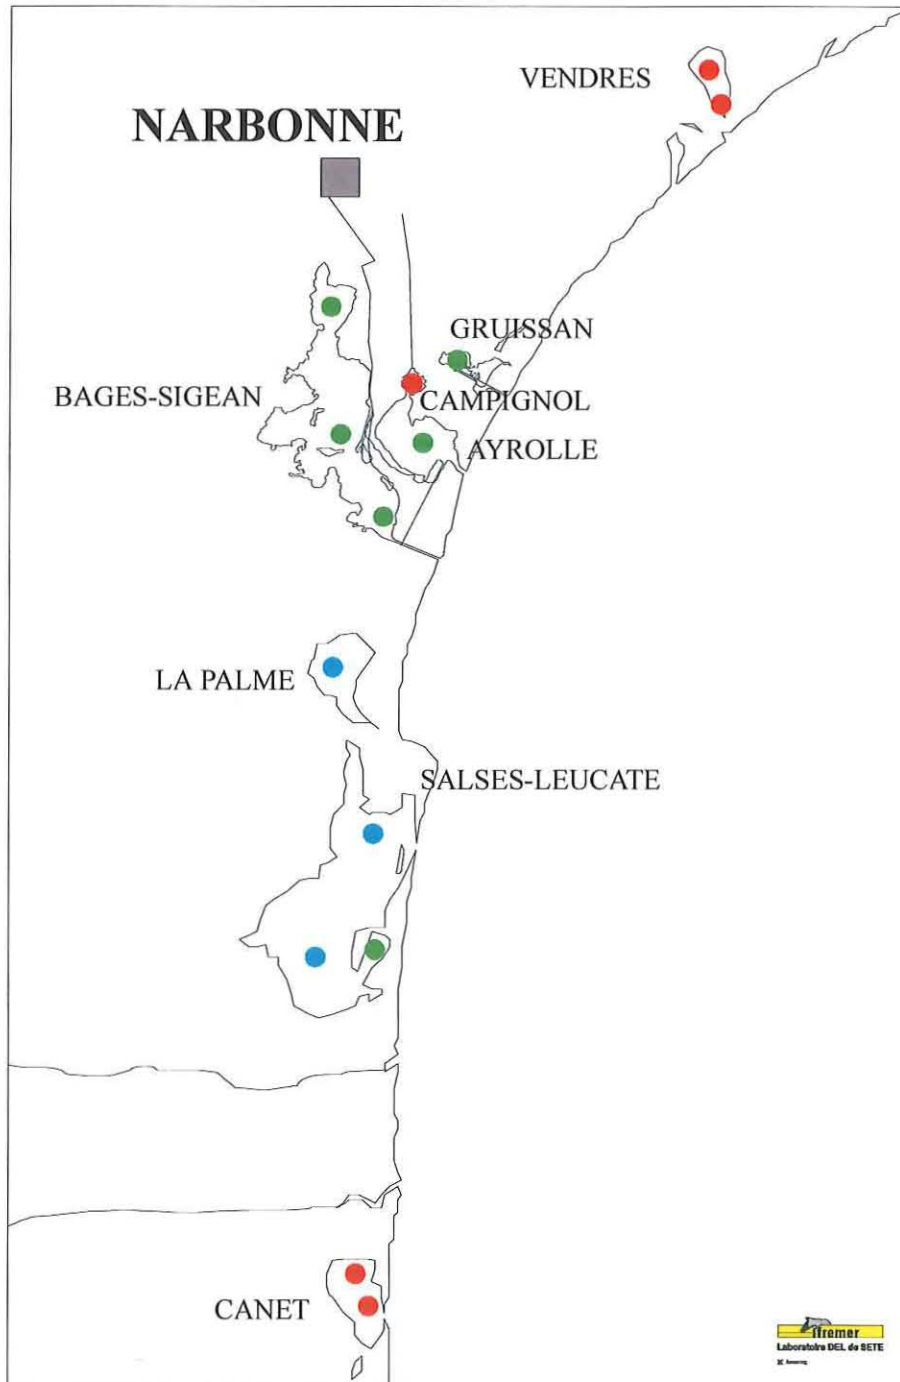 VENDRES
NARBONNE
GRUISSAN
BAGES-SIGEAN
CAMPIGNOL
AYROLLE
LA PALME
SALSES-LEUCATE
CANET
ifremer
Laboratoire DEL de SETE